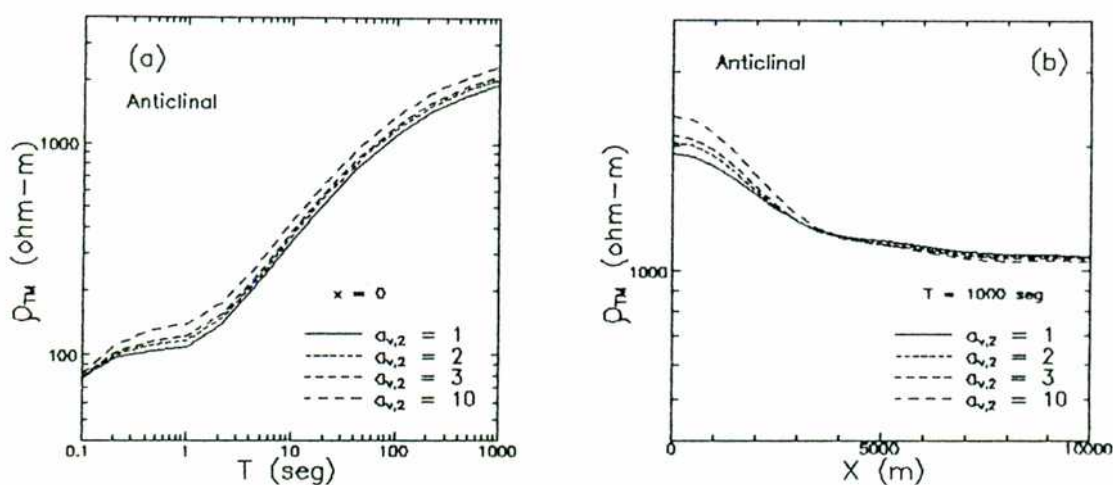 (a)
Anticlinal
1000
100
ρTM (ohm-m)
x = 0
av,2 = 1
av,2 = 2
av,2 = 3
av,2 = 10
0.1 1 10 100 1000
T (seg)
(b)
Anticlinal
1000
ρTM (ohm-m)
T = 1000 seg
av,2 = 1
av,2 = 2
av,2 = 3
av,2 = 10
0 5000 10000
X (m)